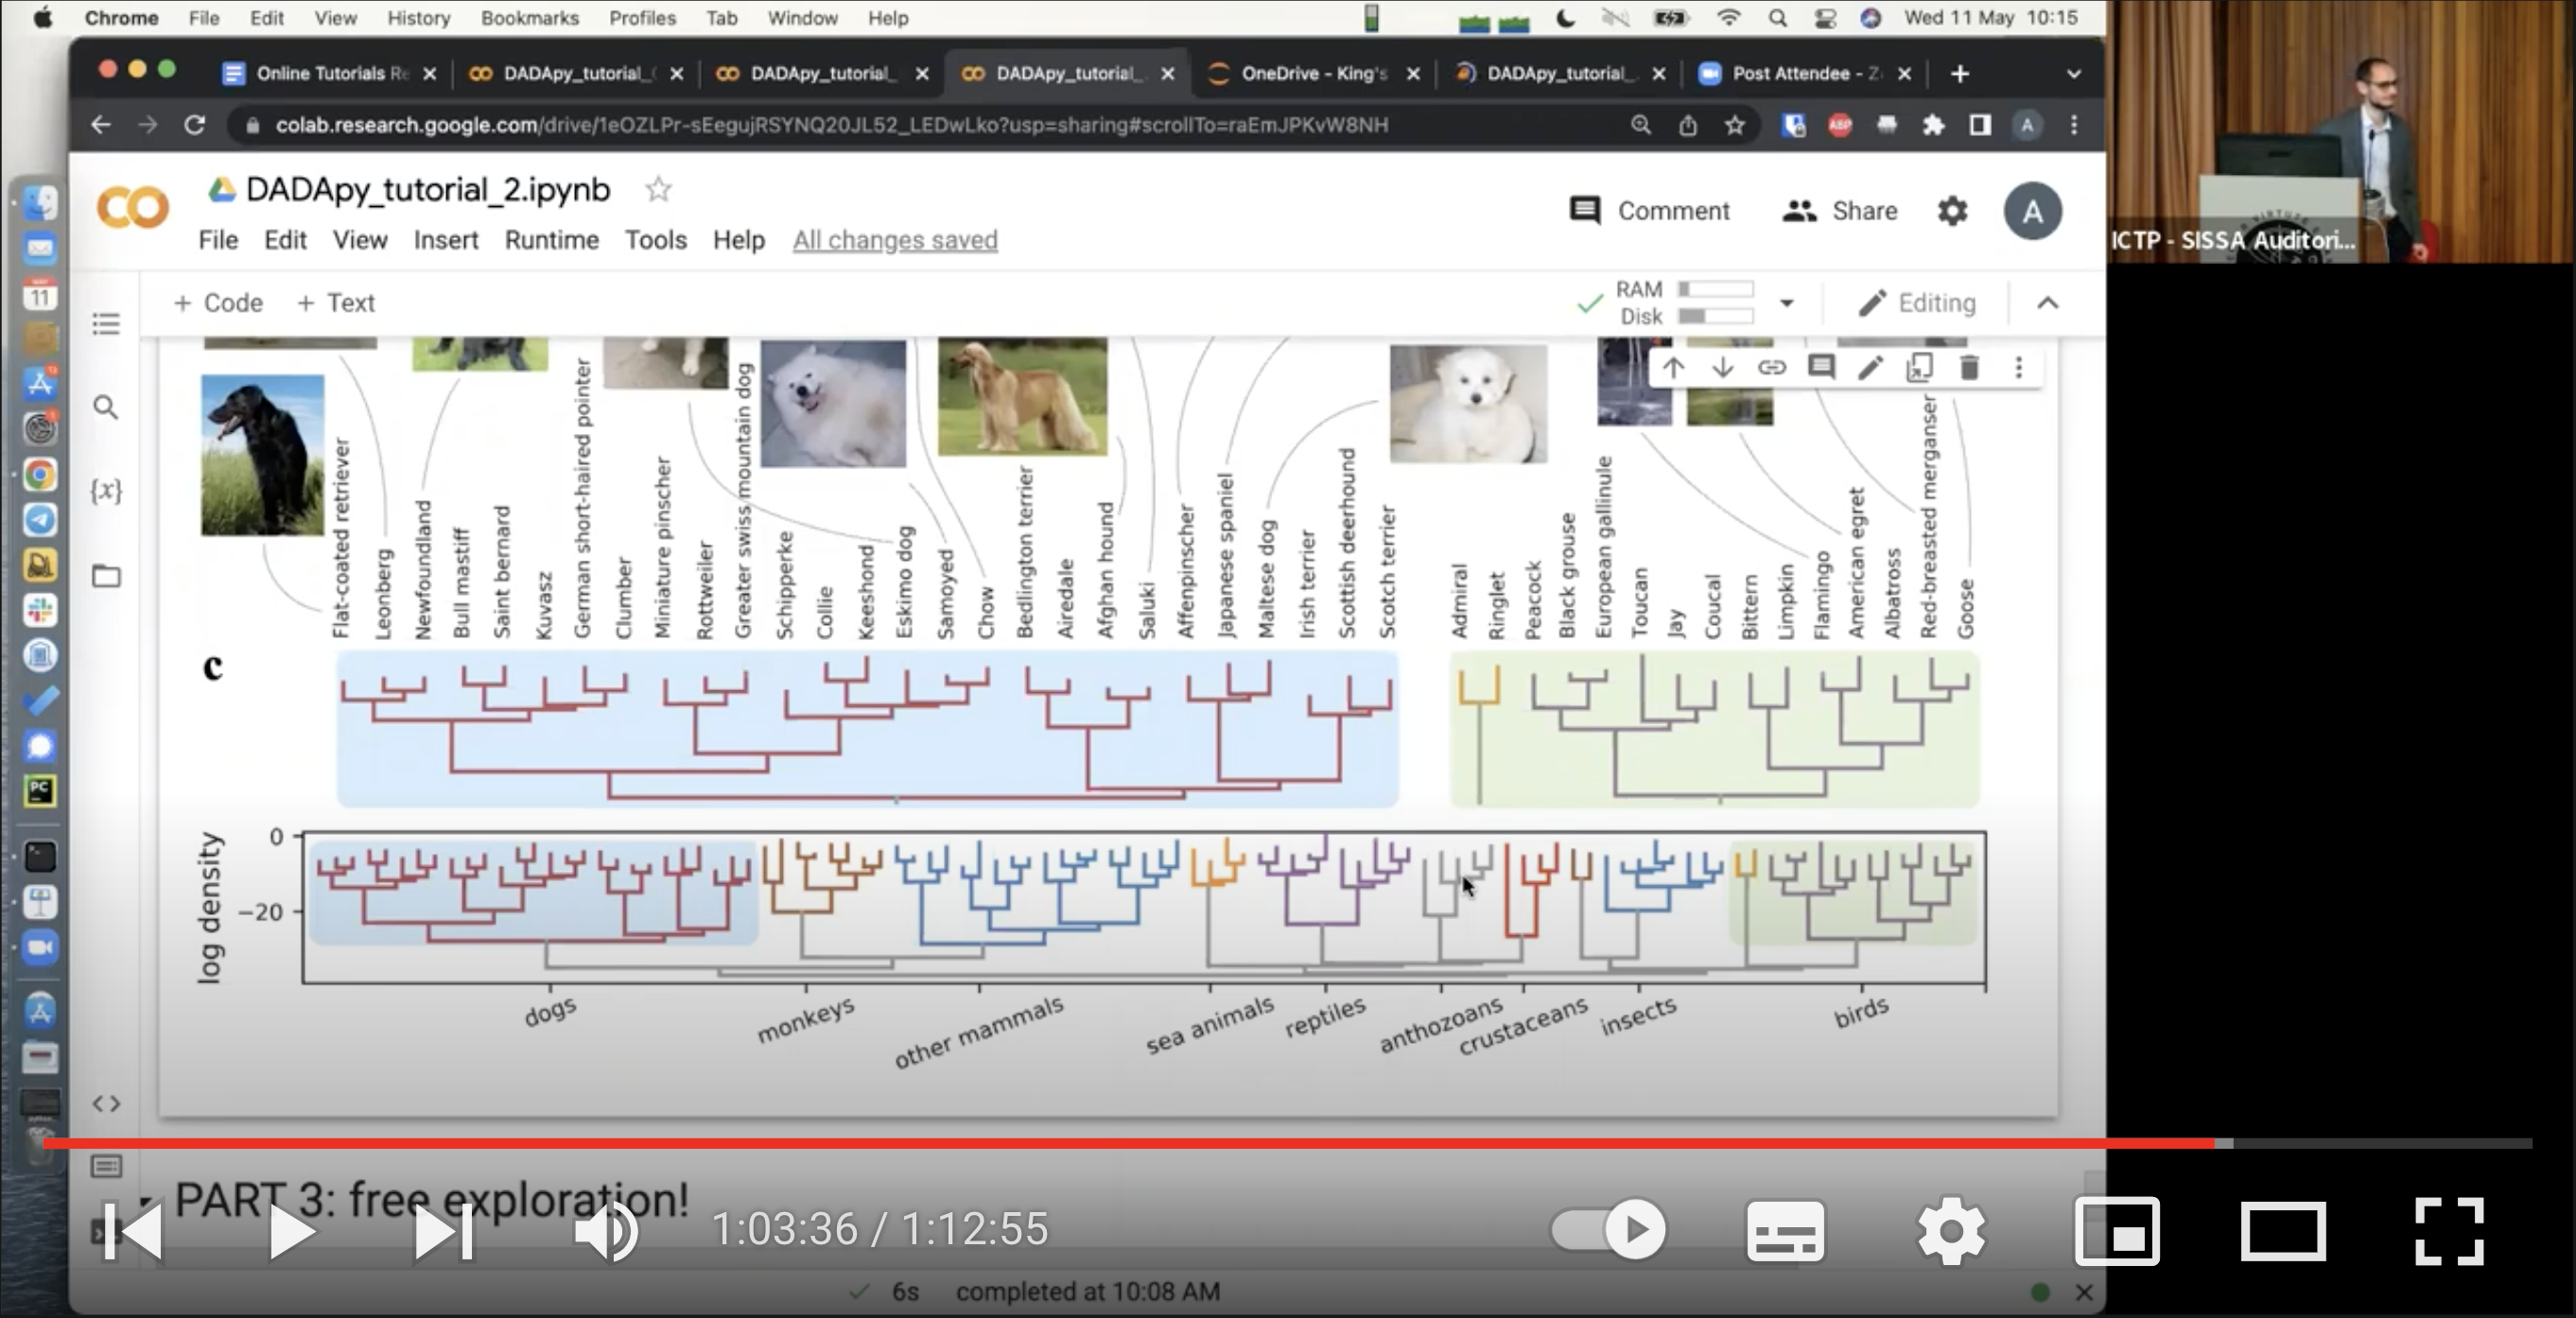 Chrome File Edit View History Bookmarks Profiles Tab Window Help Wed 11 May 10:15
Online Tutorials Re DADApy_tutorial_ DADApy_tutorial_ DADApy_tutorial_ OneDrive - King's DADApy_tutorial_ Post Attendee - Z
colab.research.google.com/drive/1eOZLPr-sEegujRSYNQ20JL52_LEDwLko?usp=sharing#scrollTo=raEmJPKvW8NH
ABP
A
CO
DADApy_tutorial_2.ipynb
Comment Share
A
File Edit View Insert Runtime Tools Help All changes saved
ICTP - SISSA Auditori...
11
+ Code + Text
RAM
Disk
Editing
{x}
Flat-coated retriever
Leonberg
Newfoundland
Bull mastiff
Saint bernard
Kuvasz
German short-haired pointer
Clumber
Miniature pinscher
Rottweiler
Greater swiss mountain dog
Schipperke
Collie
Keeshond
Eskimo dog
Samoyed
Chow
Bedlington terrier
Airedale
Afghan hound
Saluki
Affenpinscher
Japanese spaniel
Maltese dog
Irish terrier
Scottish deerhound
Scotch terrier
Admiral
Ringlet
Peacock
Black grouse
European gallinule
Toucan
Jay
Coucal
Bittern
Limpkin
Flamingo
American egret
Albatross
Red-breasted merganser
Goose
c
PC
log density
0
−20
dogs
monkeys
other mammals
sea animals
reptiles
anthozoans
crustaceans
insects
birds
<>
PART 3: free exploration!
1:03:36 / 1:12:55
6s completed at 10:08 AM